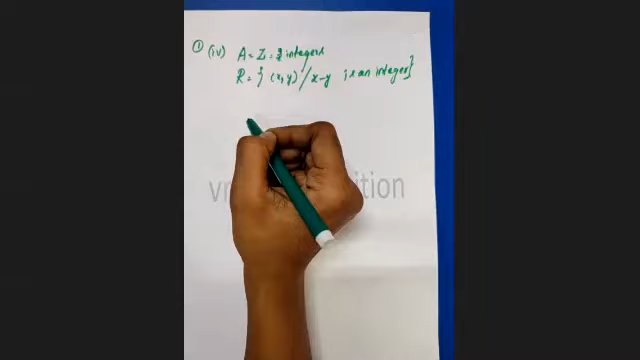 ① (iv) A = Z = { integers
R = { (x, y) / x-y is an integer}